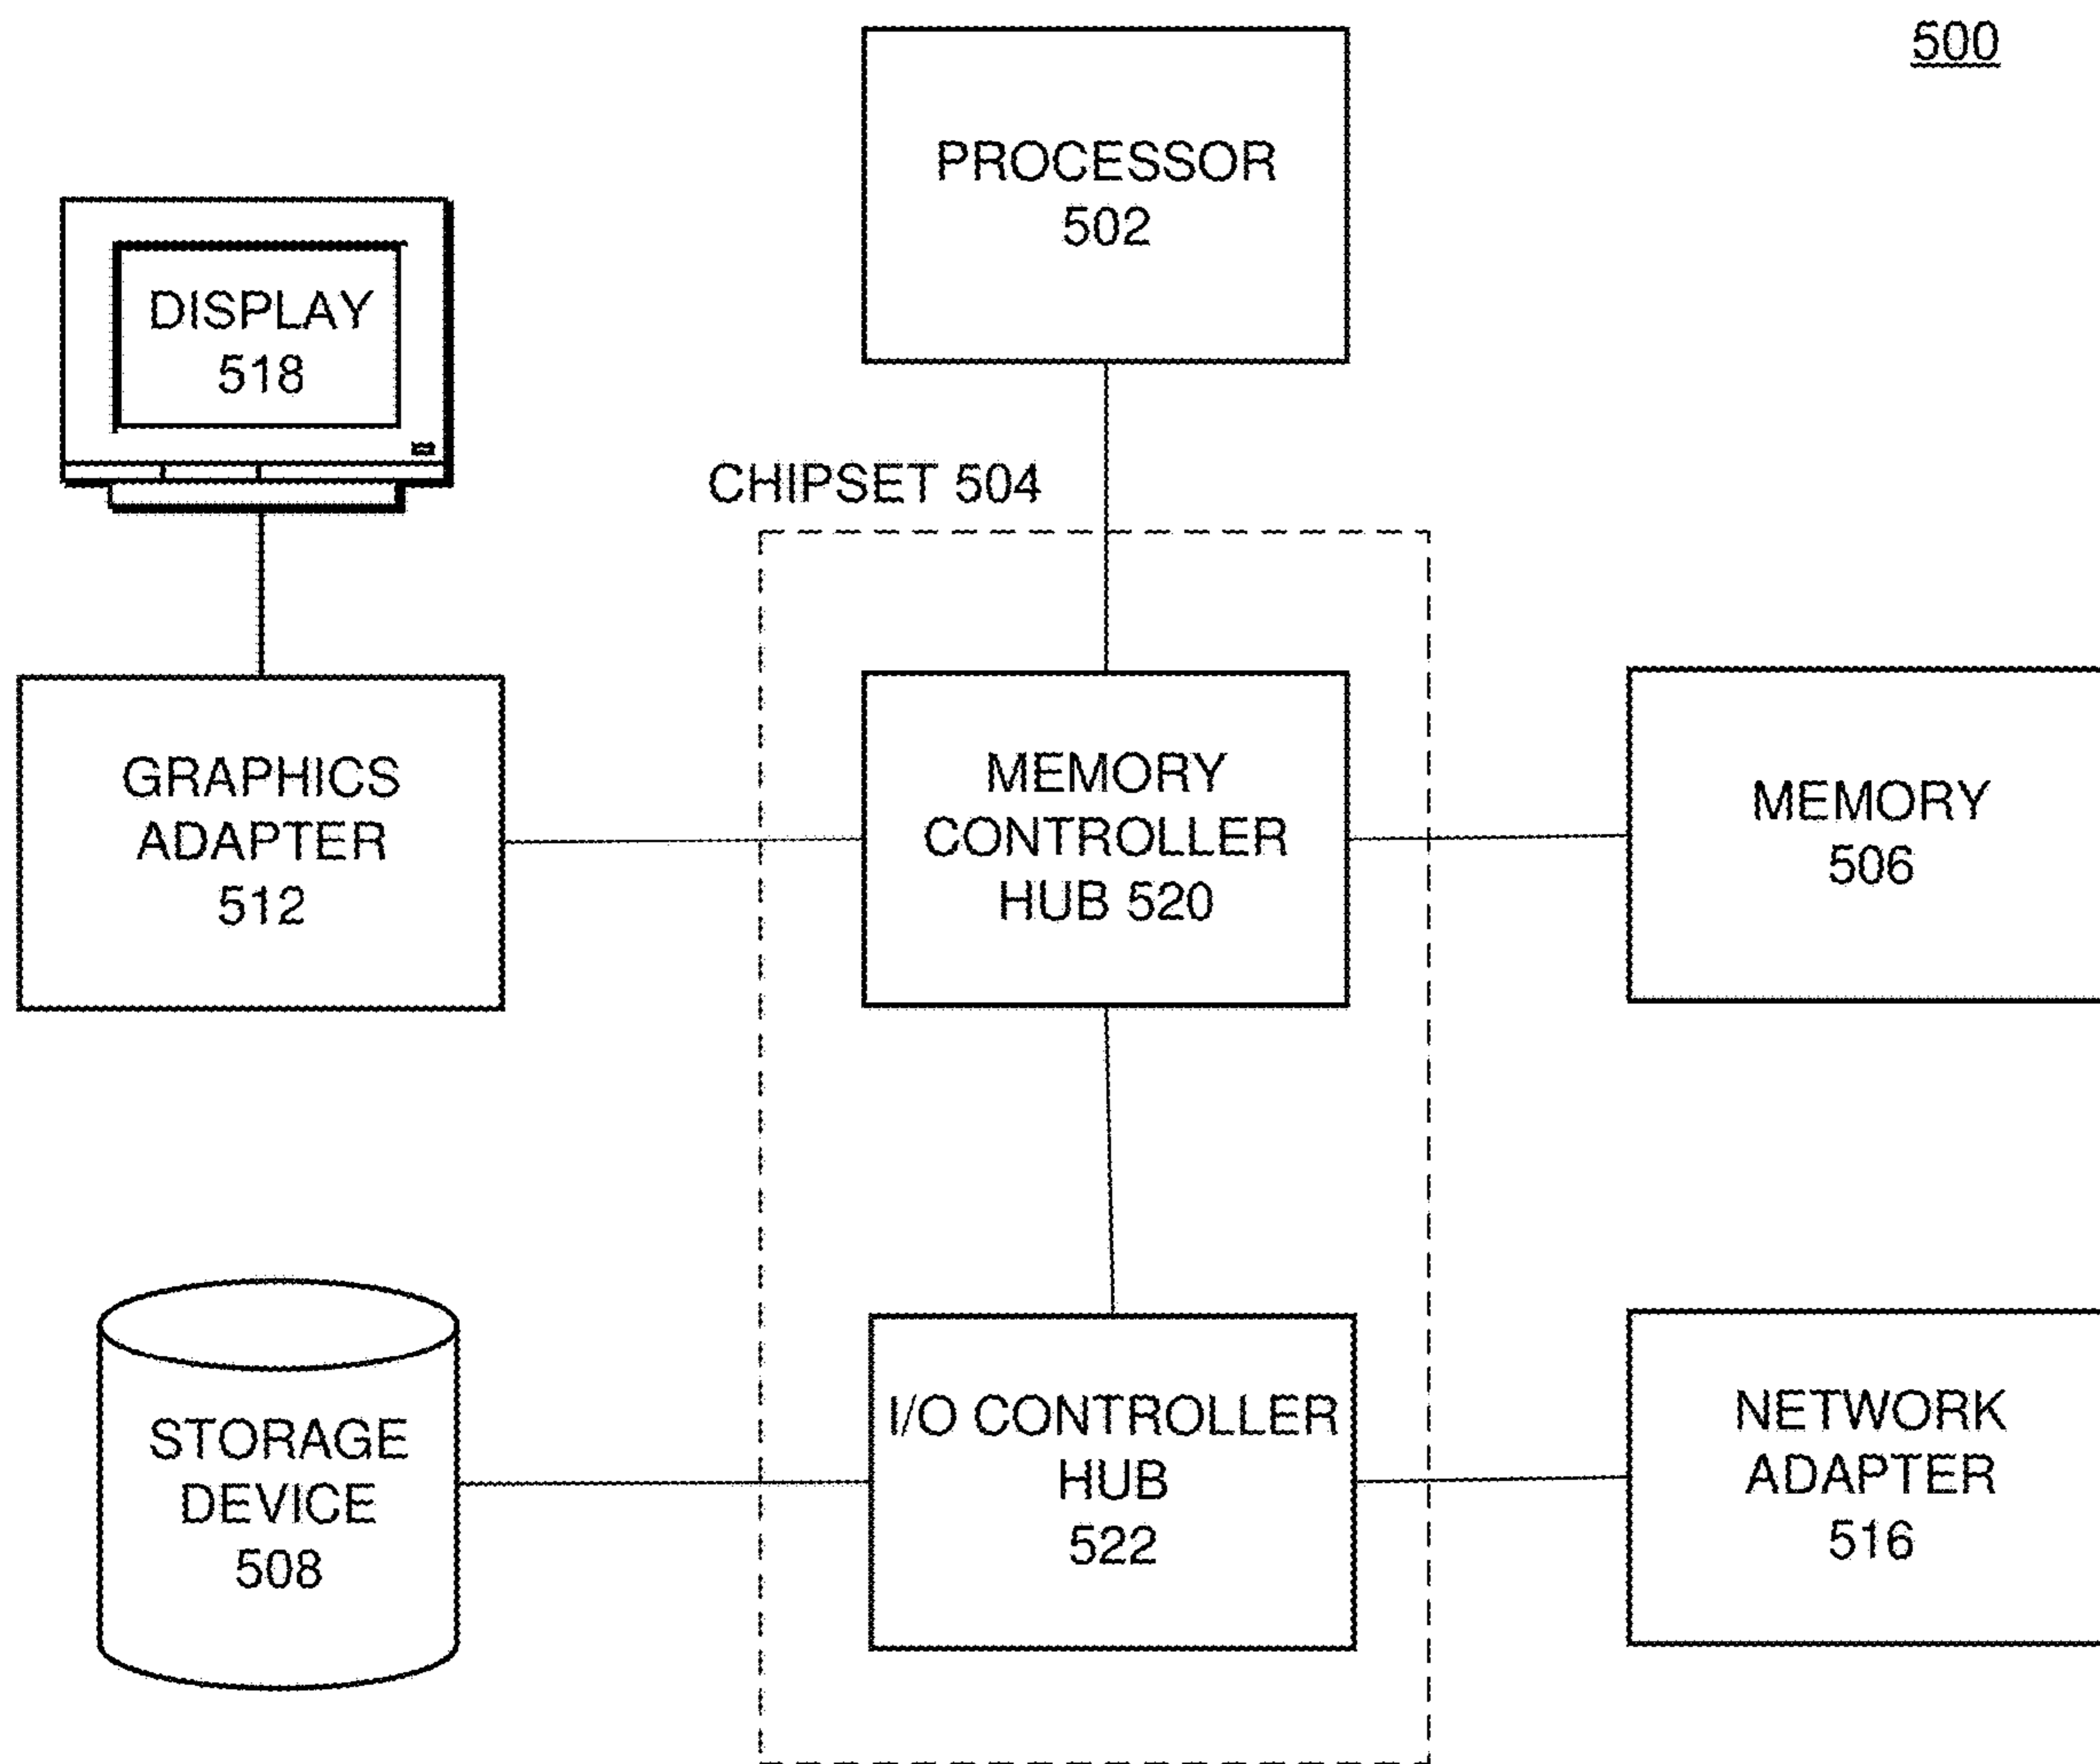 500
PROCESSOR
502
DISPLAY
518
CHIPSET 504
GRAPHICS
ADAPTER
512
MEMORY
CONTROLLER
HUB 520
MEMORY
506
STORAGE
DEVICE
508
I/O CONTROLLER
HUB
522
NETWORK
ADAPTER
516